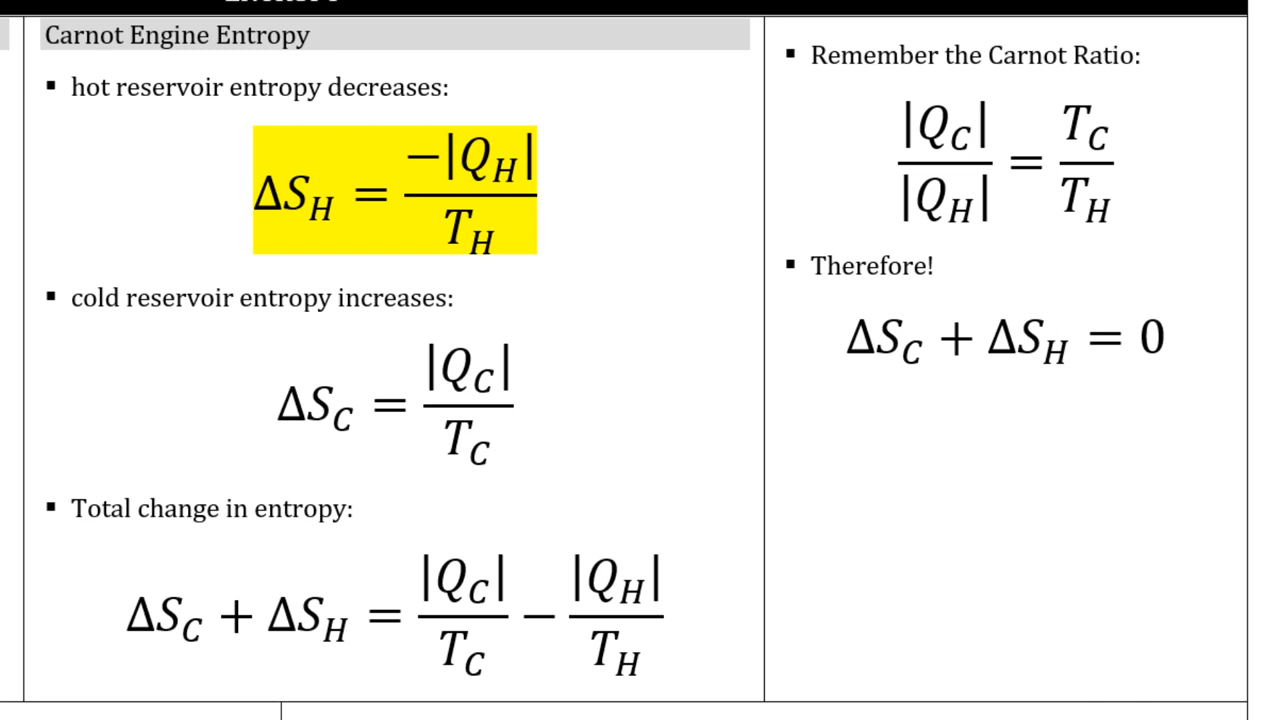 Carnot Engine Entropy
▪ hot reservoir entropy decreases:
ΔS_H = −|Q_H| / T_H
▪ cold reservoir entropy increases:
ΔS_C = |Q_C| / T_C
▪ Total change in entropy:
ΔS_C + ΔS_H = |Q_C| / T_C − |Q_H| / T_H
▪ Remember the Carnot Ratio:
|Q_C| / |Q_H| = T_C / T_H
▪ Therefore!
ΔS_C + ΔS_H = 0